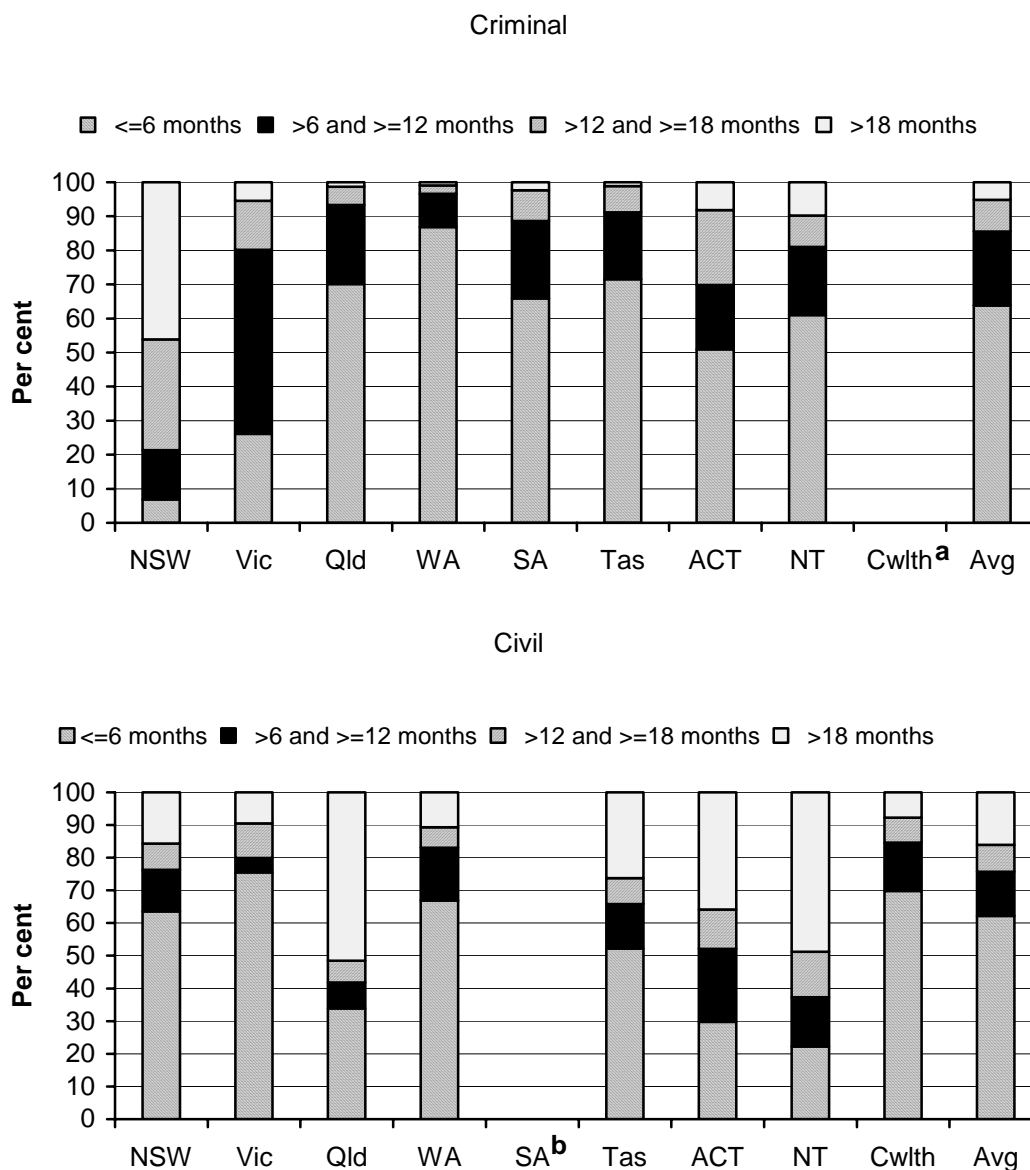 Criminal
<=6 months >6 and >=12 months >12 and >=18 months >18 months
100
90
80
70
60
50
40
30
20
10
0
Per cent
NSW Vic Qld WA SA Tas ACT NT Cwlth a Avg
Civil
<=6 months >6 and >=12 months >12 and >=18 months >18 months
100
90
80
70
60
50
40
30
20
10
0
Per cent
NSW Vic Qld WA SA b Tas ACT NT Cwlth Avg